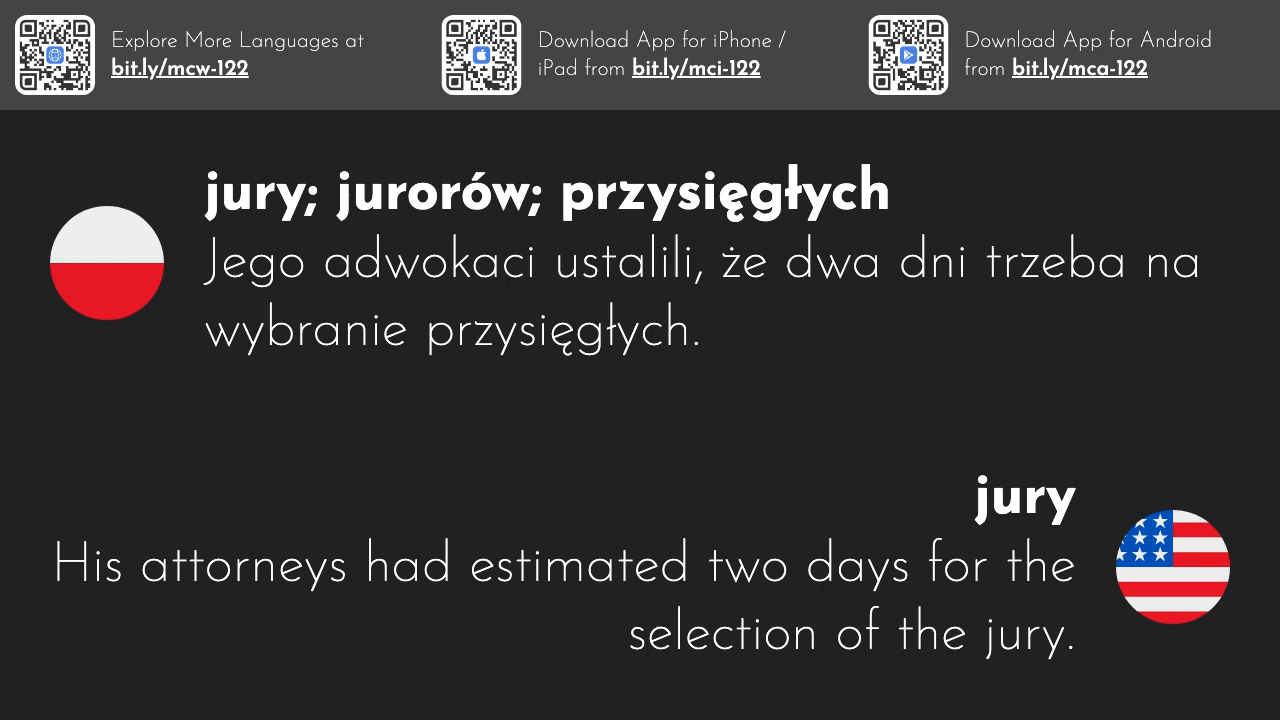 Explore More Languages at
bit.ly/mcw-122
Download App for iPhone /
iPad from bit.ly/mci-122
Download App for Android
from bit.ly/mca-122
jury; jurorów; przysięgłych
Jego adwokaci ustalili, że dwa dni trzeba na
wybranie przysięgłych.
jury
His attorneys had estimated two days for the
selection of the jury.